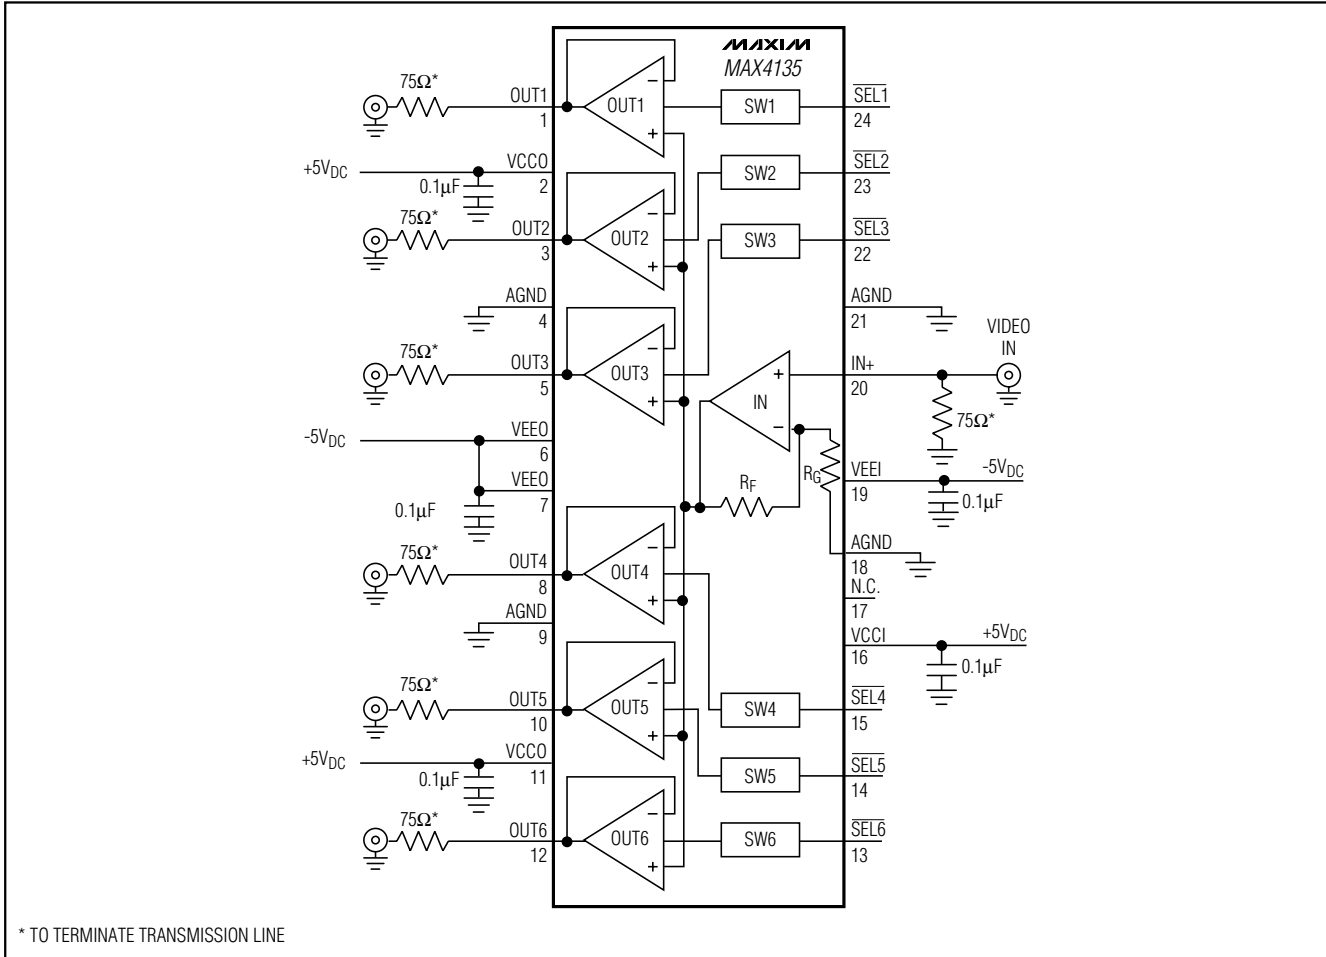 MAXIM
MAX4135
75Ω*
OUT1
1
OUT1
−
+
SW1
SEL1
24
+5VDC
VCCO
2
0.1µF
SW2
SEL2
23
75Ω*
OUT2
3
OUT2
−
+
SW3
SEL3
22
AGND
4
AGND
21
VIDEO
IN
75Ω*
OUT3
5
OUT3
−
+
IN
+
−
IN+
20
75Ω*
-5VDC
VEEO
6
VEEO
7
0.1µF
RF
RG
VEEI
19
-5VDC
0.1µF
75Ω*
OUT4
8
OUT4
−
+
AGND
18
N.C.
17
AGND
9
VCCI
16
+5VDC
0.1µF
75Ω*
OUT5
10
OUT5
−
+
SW4
SEL4
15
+5VDC
VCCO
11
0.1µF
SW5
SEL5
14
75Ω*
OUT6
12
OUT6
−
+
SW6
SEL6
13
* TO TERMINATE TRANSMISSION LINE